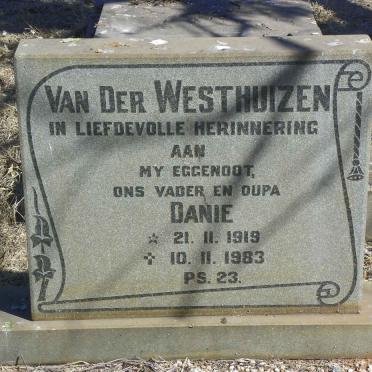 VAN DER WESTHUIZEN
IN LIEFDEVOLLE HERINNERING
AAN
MY EGGENOOT,
ONS VADER EN OUPA
DANIE
21. 11. 1919
10. 11. 1983
PS. 23.